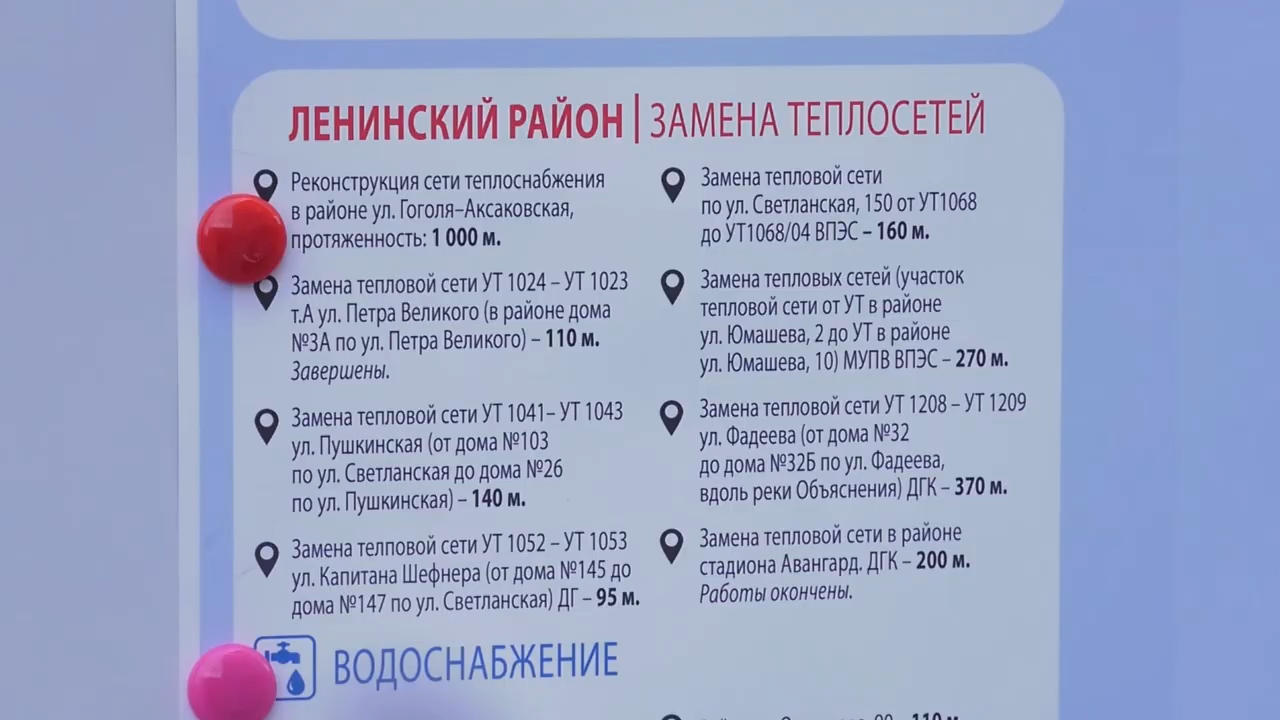 ЛЕНИНСКИЙ РАЙОН | ЗАМЕНА ТЕПЛОСЕТЕЙ
Реконструкция сети теплоснабжения
в районе ул. Гоголя–Аксаковская,
протяженность: 1 000 м.
Замена тепловой сети УТ 1024 – УТ 1023
т.А ул. Петра Великого (в районе дома
№3А по ул. Петра Великого) – 110 м.
Завершены.
Замена тепловой сети УТ 1041– УТ 1043
ул. Пушкинская (от дома №103
по ул. Светланская до дома №26
по ул. Пушкинская) – 140 м.
Замена телповой сети УТ 1052 – УТ 1053
ул. Капитана Шефнера (от дома №145 до
дома №147 по ул. Светланская) ДГ – 95 м.
Замена тепловой сети
по ул. Светланская, 150 от УТ1068
до УТ1068/04 ВПЭС – 160 м.
Замена тепловых сетей (участок
тепловой сети от УТ в районе
ул. Юмашева, 2 до УТ в районе
ул. Юмашева, 10) МУПВ ВПЭС – 270 м.
Замена тепловой сети УТ 1208 – УТ 1209
ул. Фадеева (от дома №32
до дома №32Б по ул. Фадеева,
вдоль реки Объяснения) ДГК – 370 м.
Замена тепловой сети в районе
стадиона Авангард. ДГК – 200 м.
Работы окончены.
ВОДОСНАБЖЕНИЕ
– 110 м.